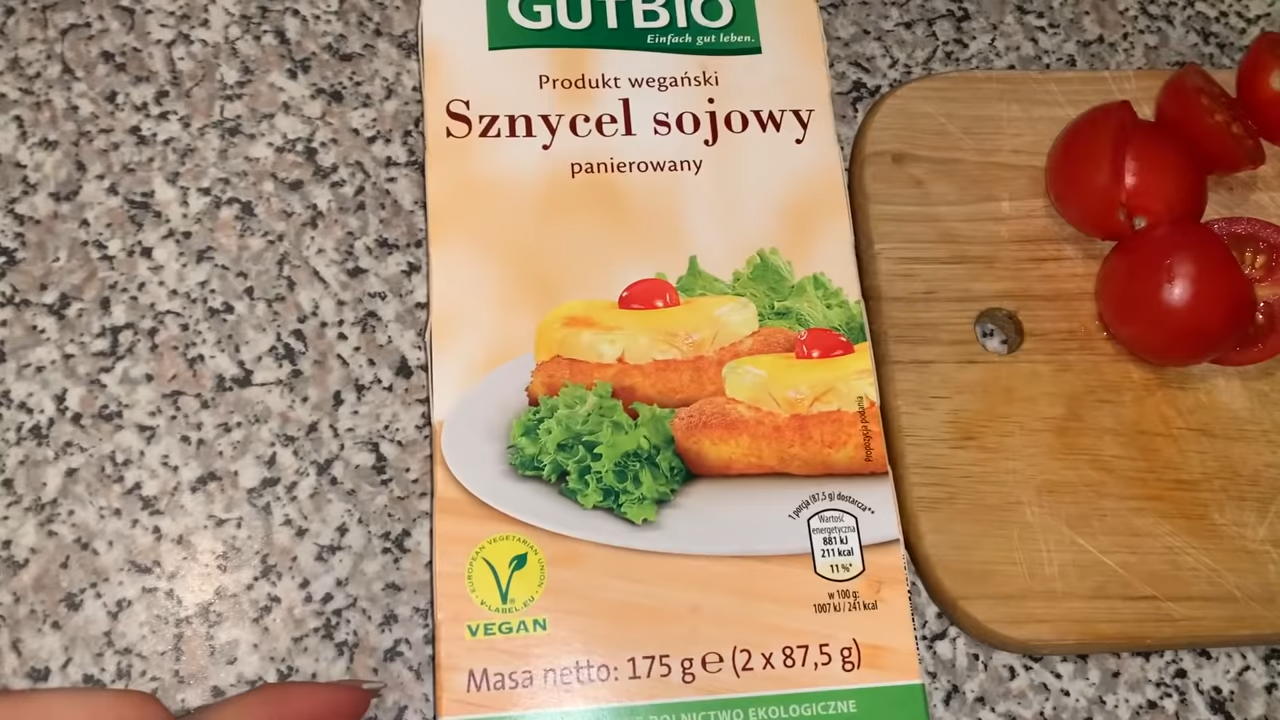 GUTBIO
Einfach gut leben.
Produkt wegański
Sznycel sojowy
panierowany
Propozycja podania
1 porcja (87,5 g) dostarcza**
Wartość
energetyczna
881 kJ
211 kcal
11 %*
w 100 g:
1007 kJ / 241 kcal
EUROPEAN VEGETARIAN UNION
V-LABEL.EU
VEGAN
Masa netto: 175 g ℮ (2 x 87,5 g)
ROLNICTWO EKOLOGICZNE